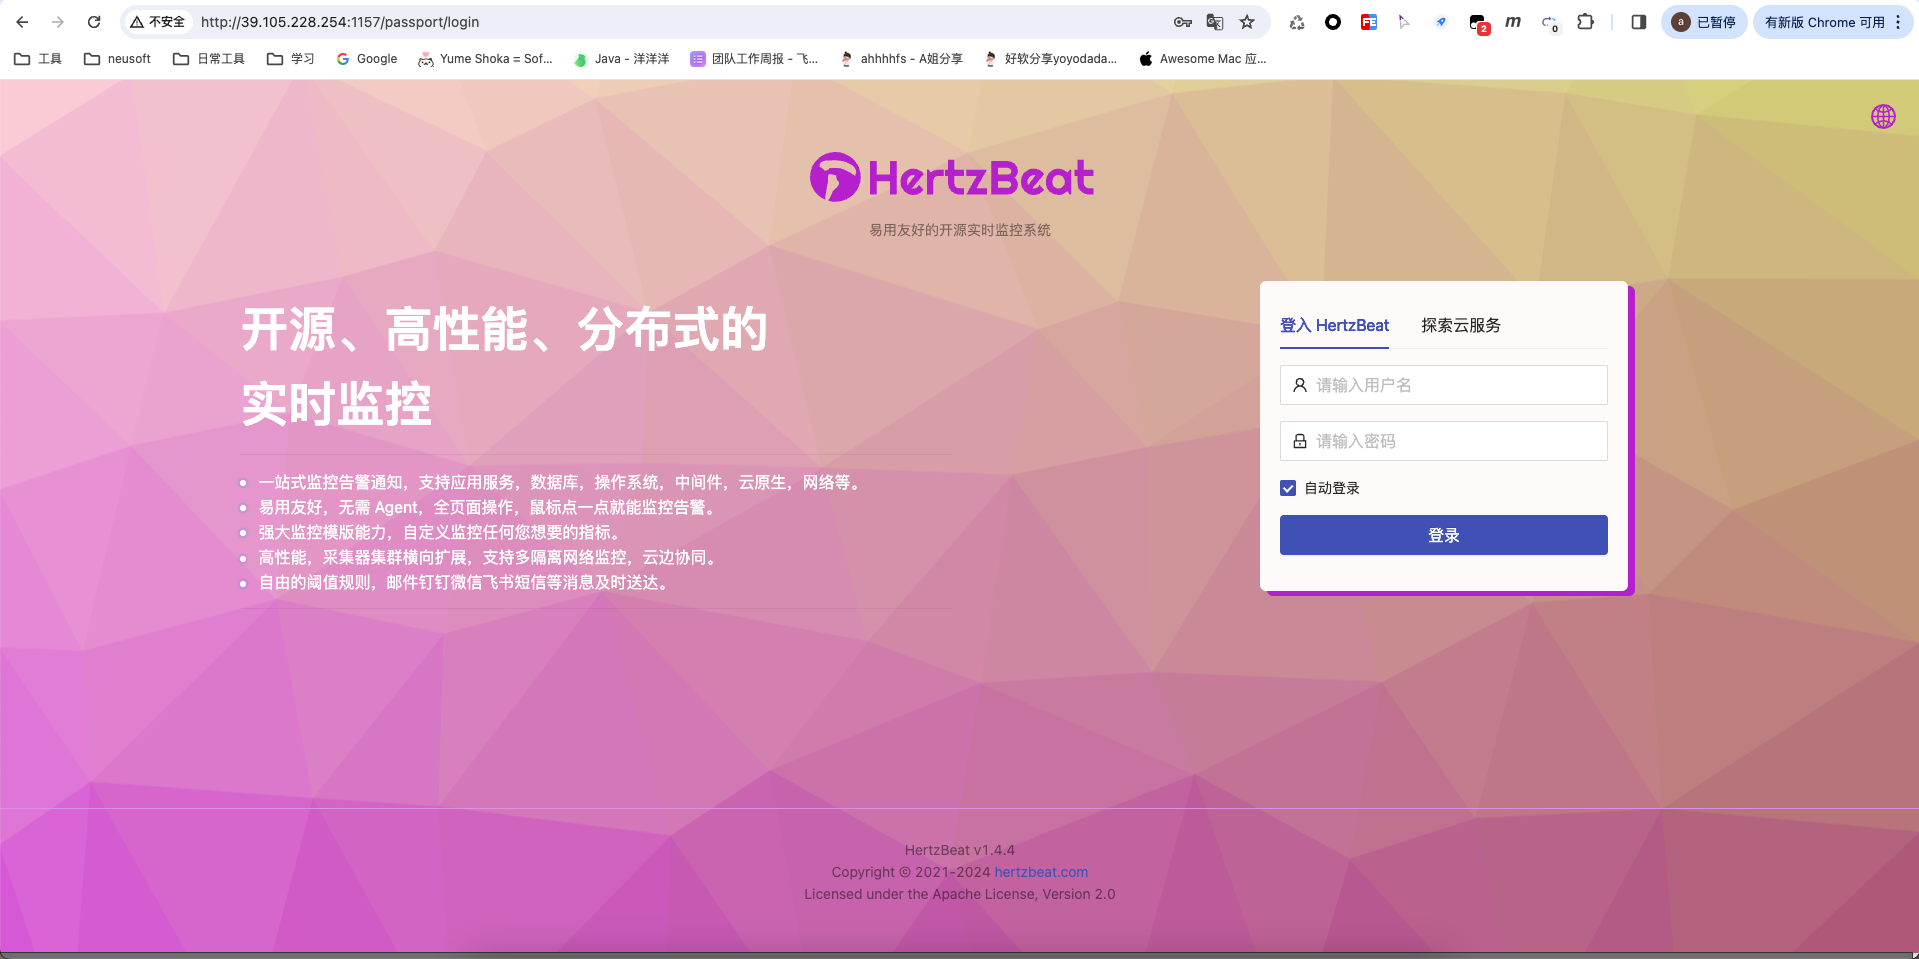 不安全
http://39.105.228.254:1157/passport/login
2
m
0
a
已暂停
有新版 Chrome 可用
工具
neusoft
日常工具
学习
Google
Yume Shoka = Sof...
Java - 洋洋洋
团队工作周报 - 飞...
ahhhhfs - A姐分享
好软分享yoyodada...
Awesome Mac 应...
HertzBeat
易用友好的开源实时监控系统
开源、高性能、分布式的
实时监控
一站式监控告警通知，支持应用服务，数据库，操作系统，中间件，云原生，网络等。
易用友好，无需 Agent，全页面操作，鼠标点一点就能监控告警。
强大监控模版能力，自定义监控任何您想要的指标。
高性能，采集器集群横向扩展，支持多隔离网络监控，云边协同。
自由的阈值规则，邮件钉钉微信飞书短信等消息及时送达。
登入 HertzBeat
探索云服务
请输入用户名
请输入密码
自动登录
登录
HertzBeat v1.4.4
Copyright © 2021-2024 hertzbeat.com
Licensed under the Apache License, Version 2.0